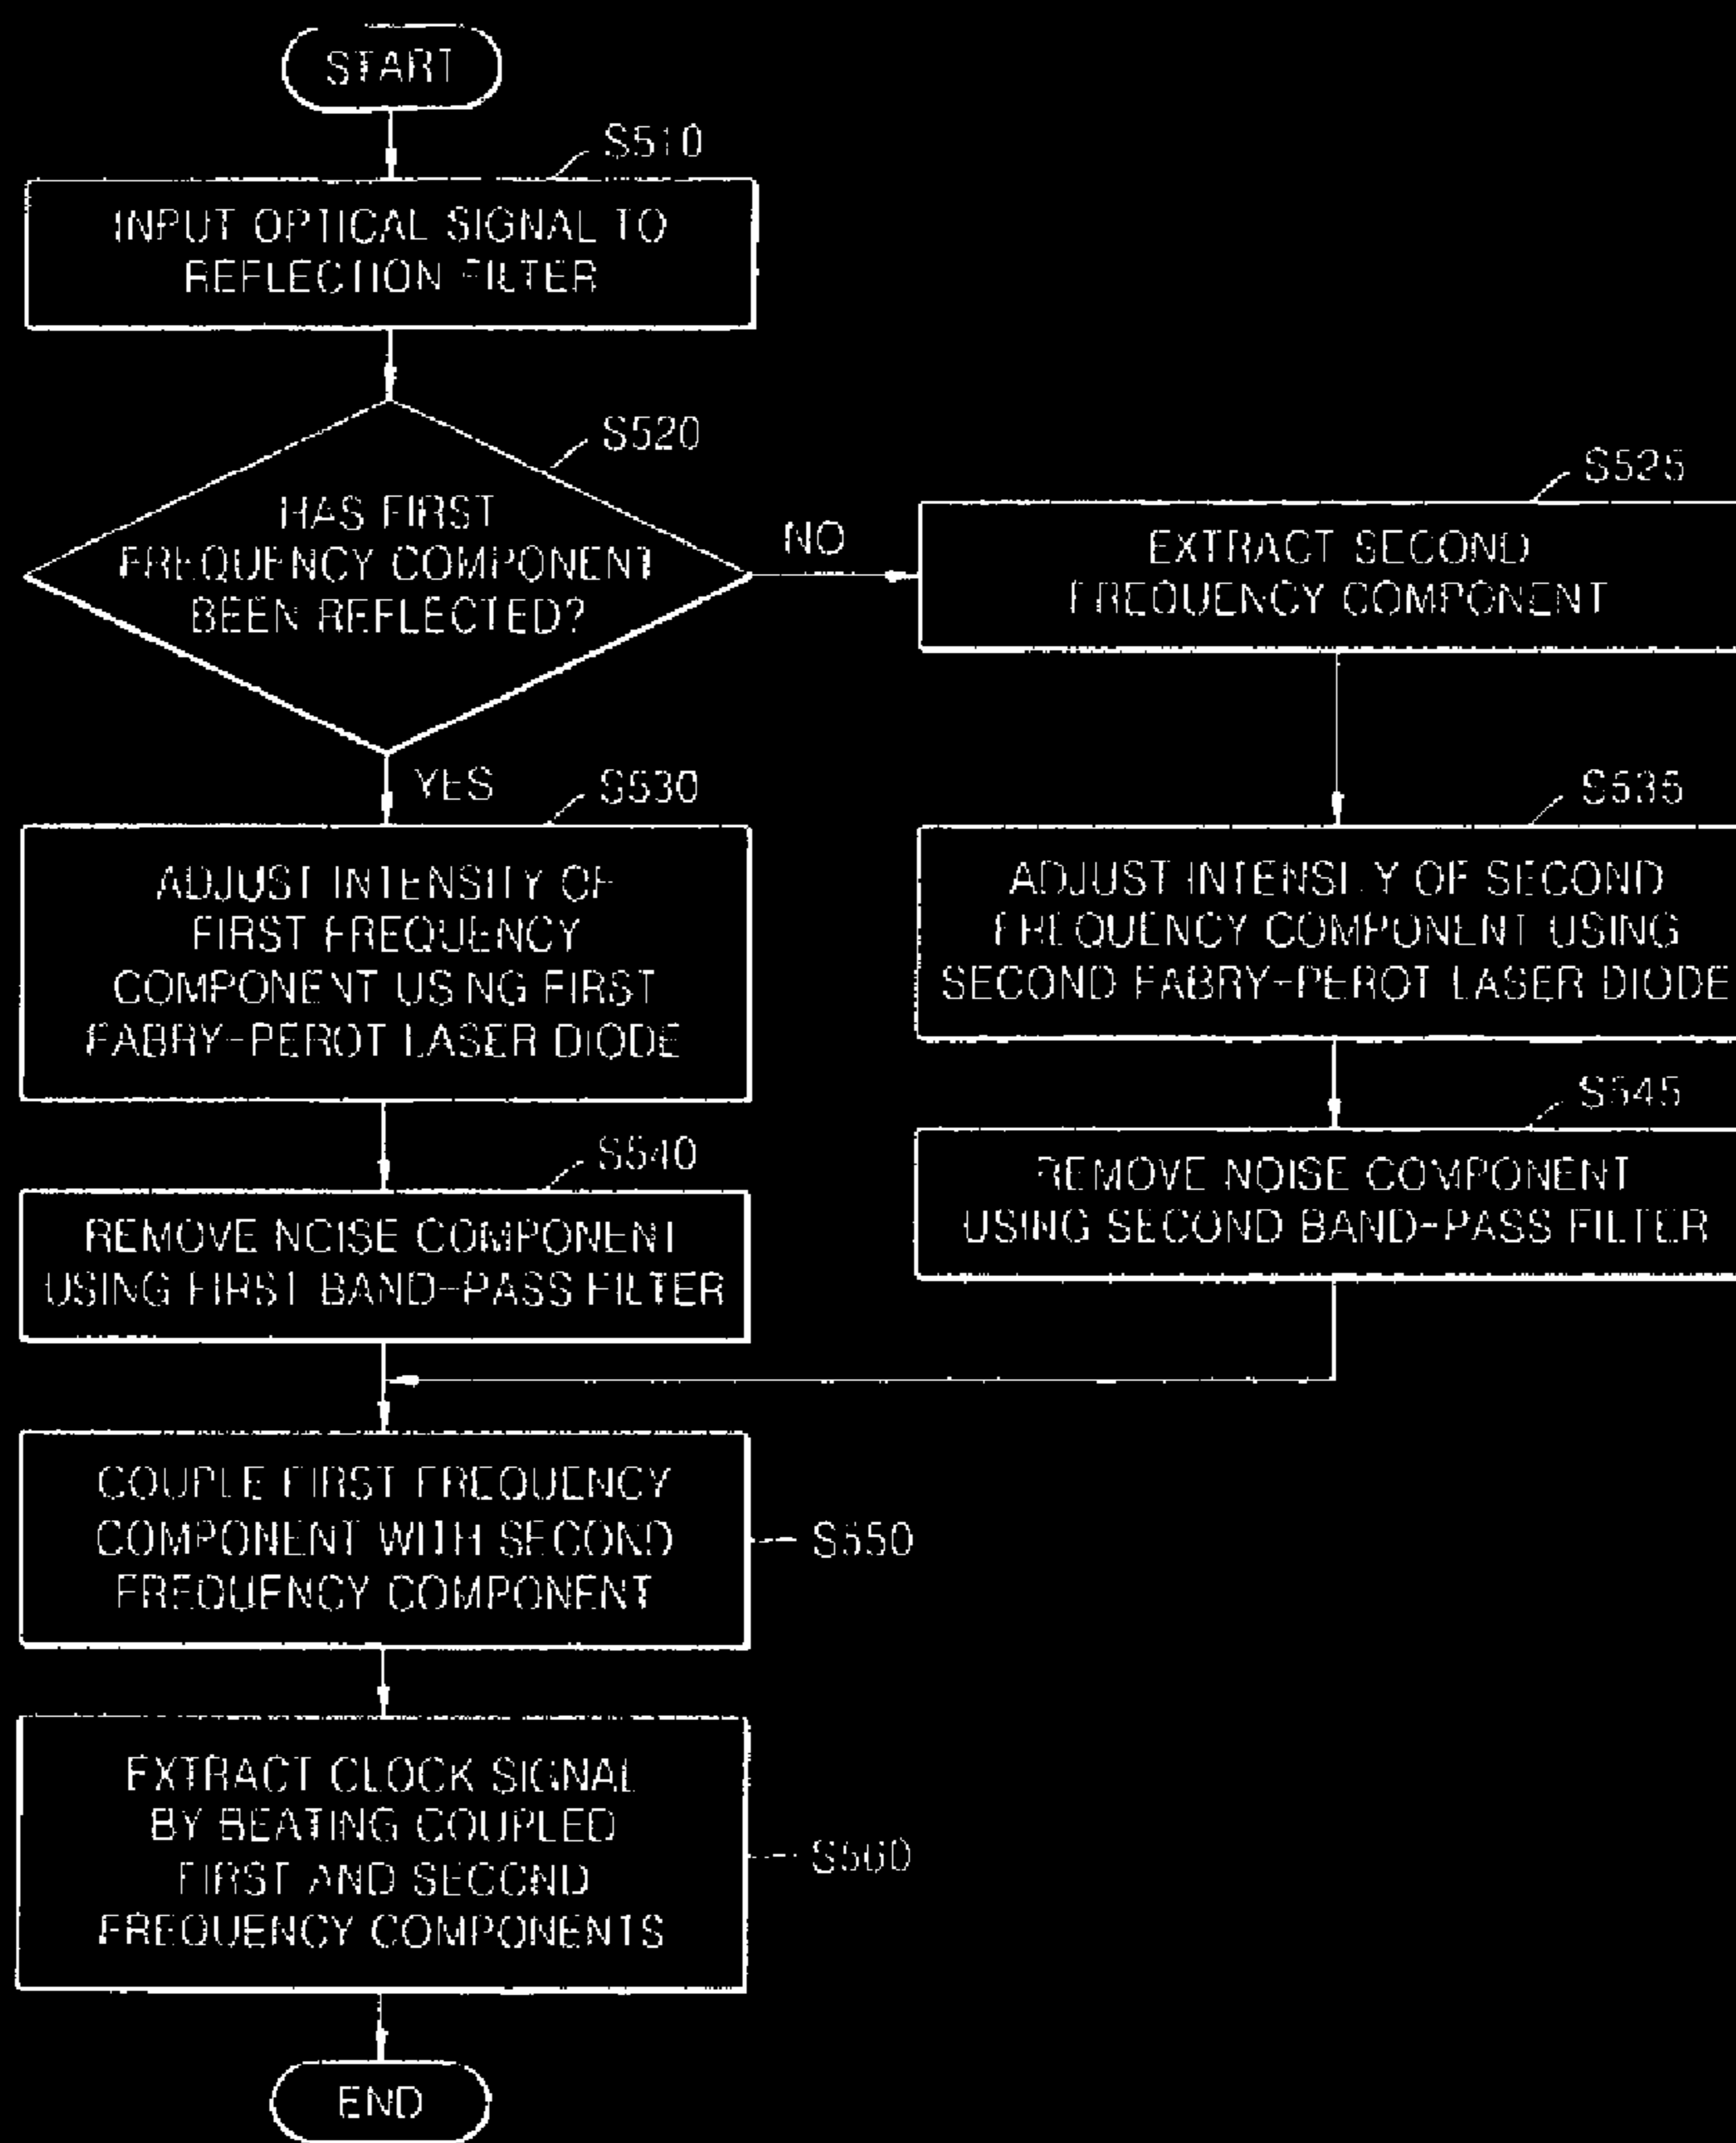 START
S510
INPUT OPTICAL SIGNAL TO
REFLECTION FILTER
S520
HAS FIRST
FREQUENCY COMPONENT
BEEN REFLECTED?
NO
S525
EXTRACT SECOND
FREQUENCY COMPONENT
YES
S530
ADJUST INTENSITY OF
FIRST FREQUENCY
COMPONENT USING FIRST
FABRY-PEROT LASER DIODE
S535
ADJUST INTENSITY OF SECOND
FREQUENCY COMPONENT USING
SECOND FABRY-PEROT LASER DIODE
S540
REMOVE NOISE COMPONENT
USING FIRST BAND-PASS FILTER
S545
REMOVE NOISE COMPONENT
USING SECOND BAND-PASS FILTER
COUPLE FIRST FREQUENCY
COMPONENT WITH SECOND
FREQUENCY COMPONENT
S550
EXTRACT CLOCK SIGNAL
BY BEATING COUPLED
FIRST AND SECOND
FREQUENCY COMPONENTS
S560
END